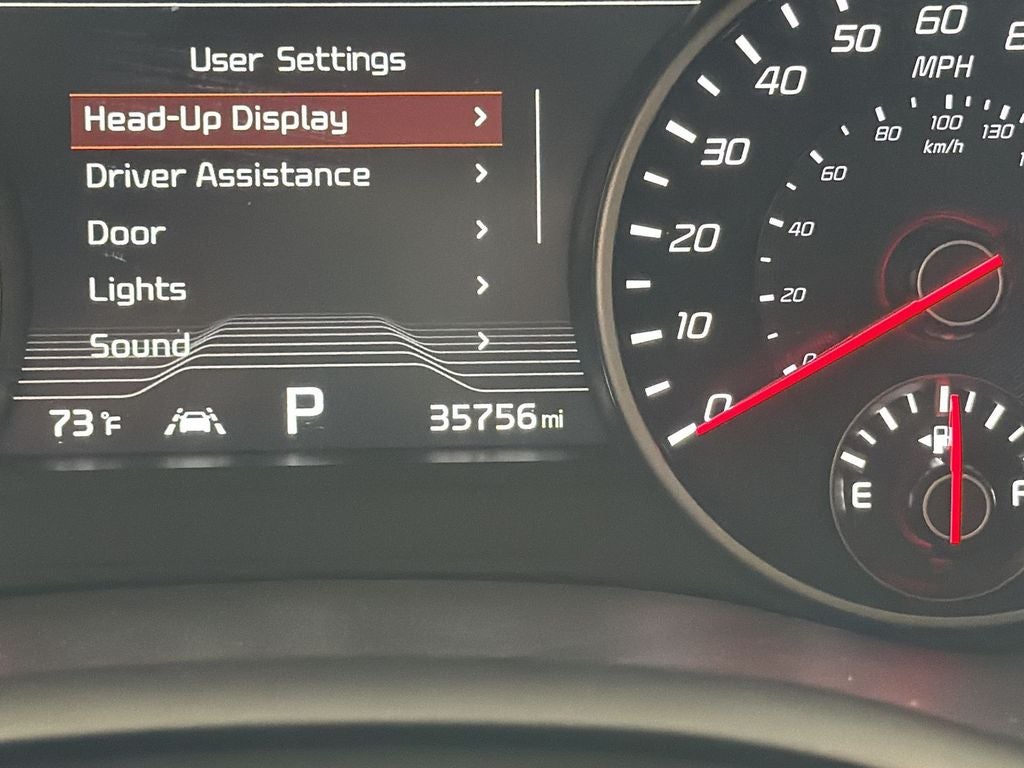 User Settings
Head-Up Display >
Driver Assistance >
Door >
Lights >
Sound >
73°F
P
35756 mi
60
50
MPH
40
30
20
10
0
100
80
130
km/h
60
40
20
0
E